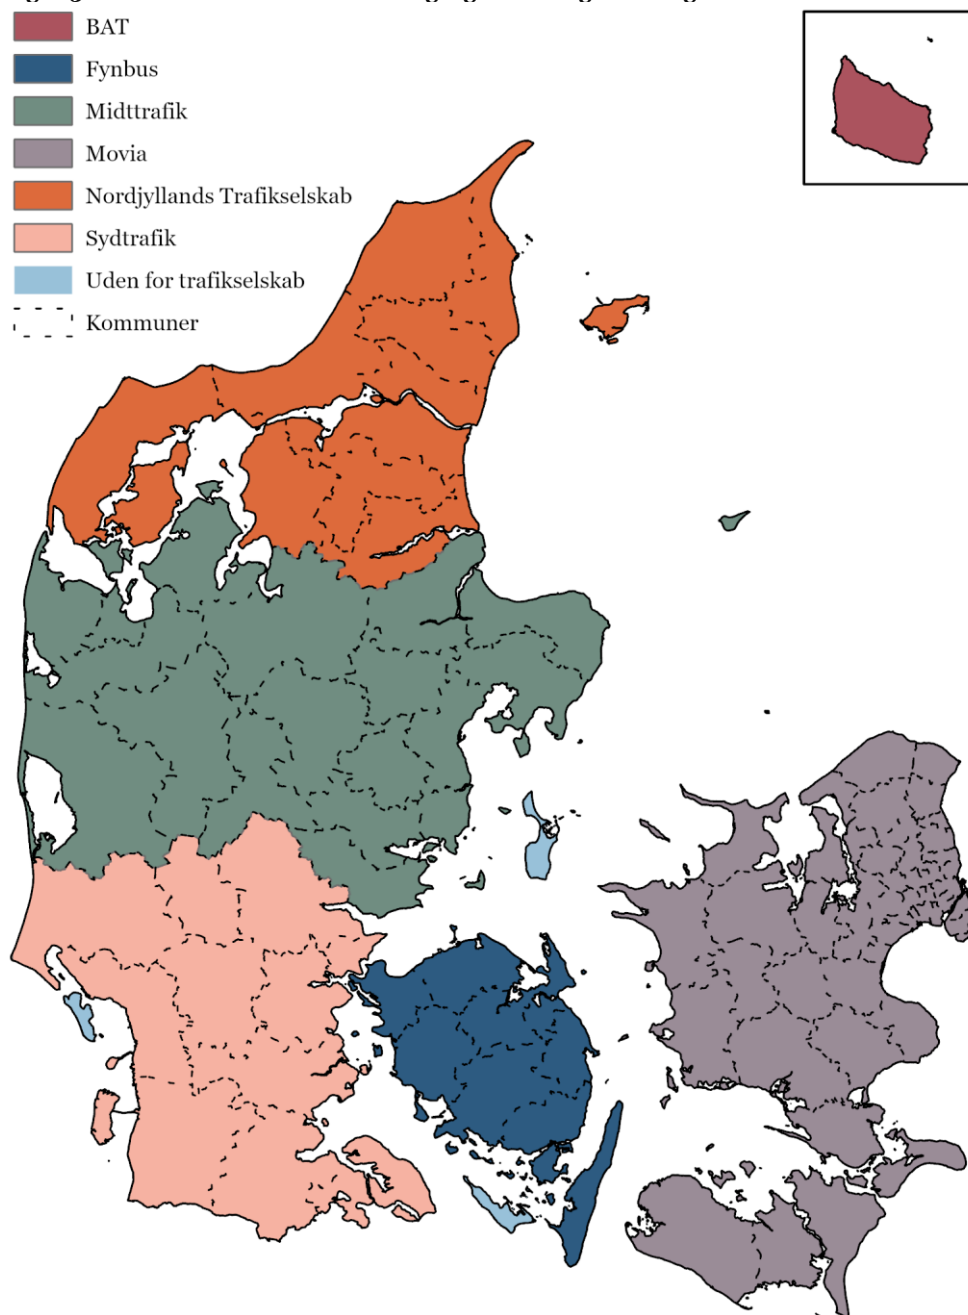 BAT
Fynbus
Midttrafik
Movia
Nordjyllands Trafikselskab
Sydtrafik
Uden for trafikselskab
Kommuner